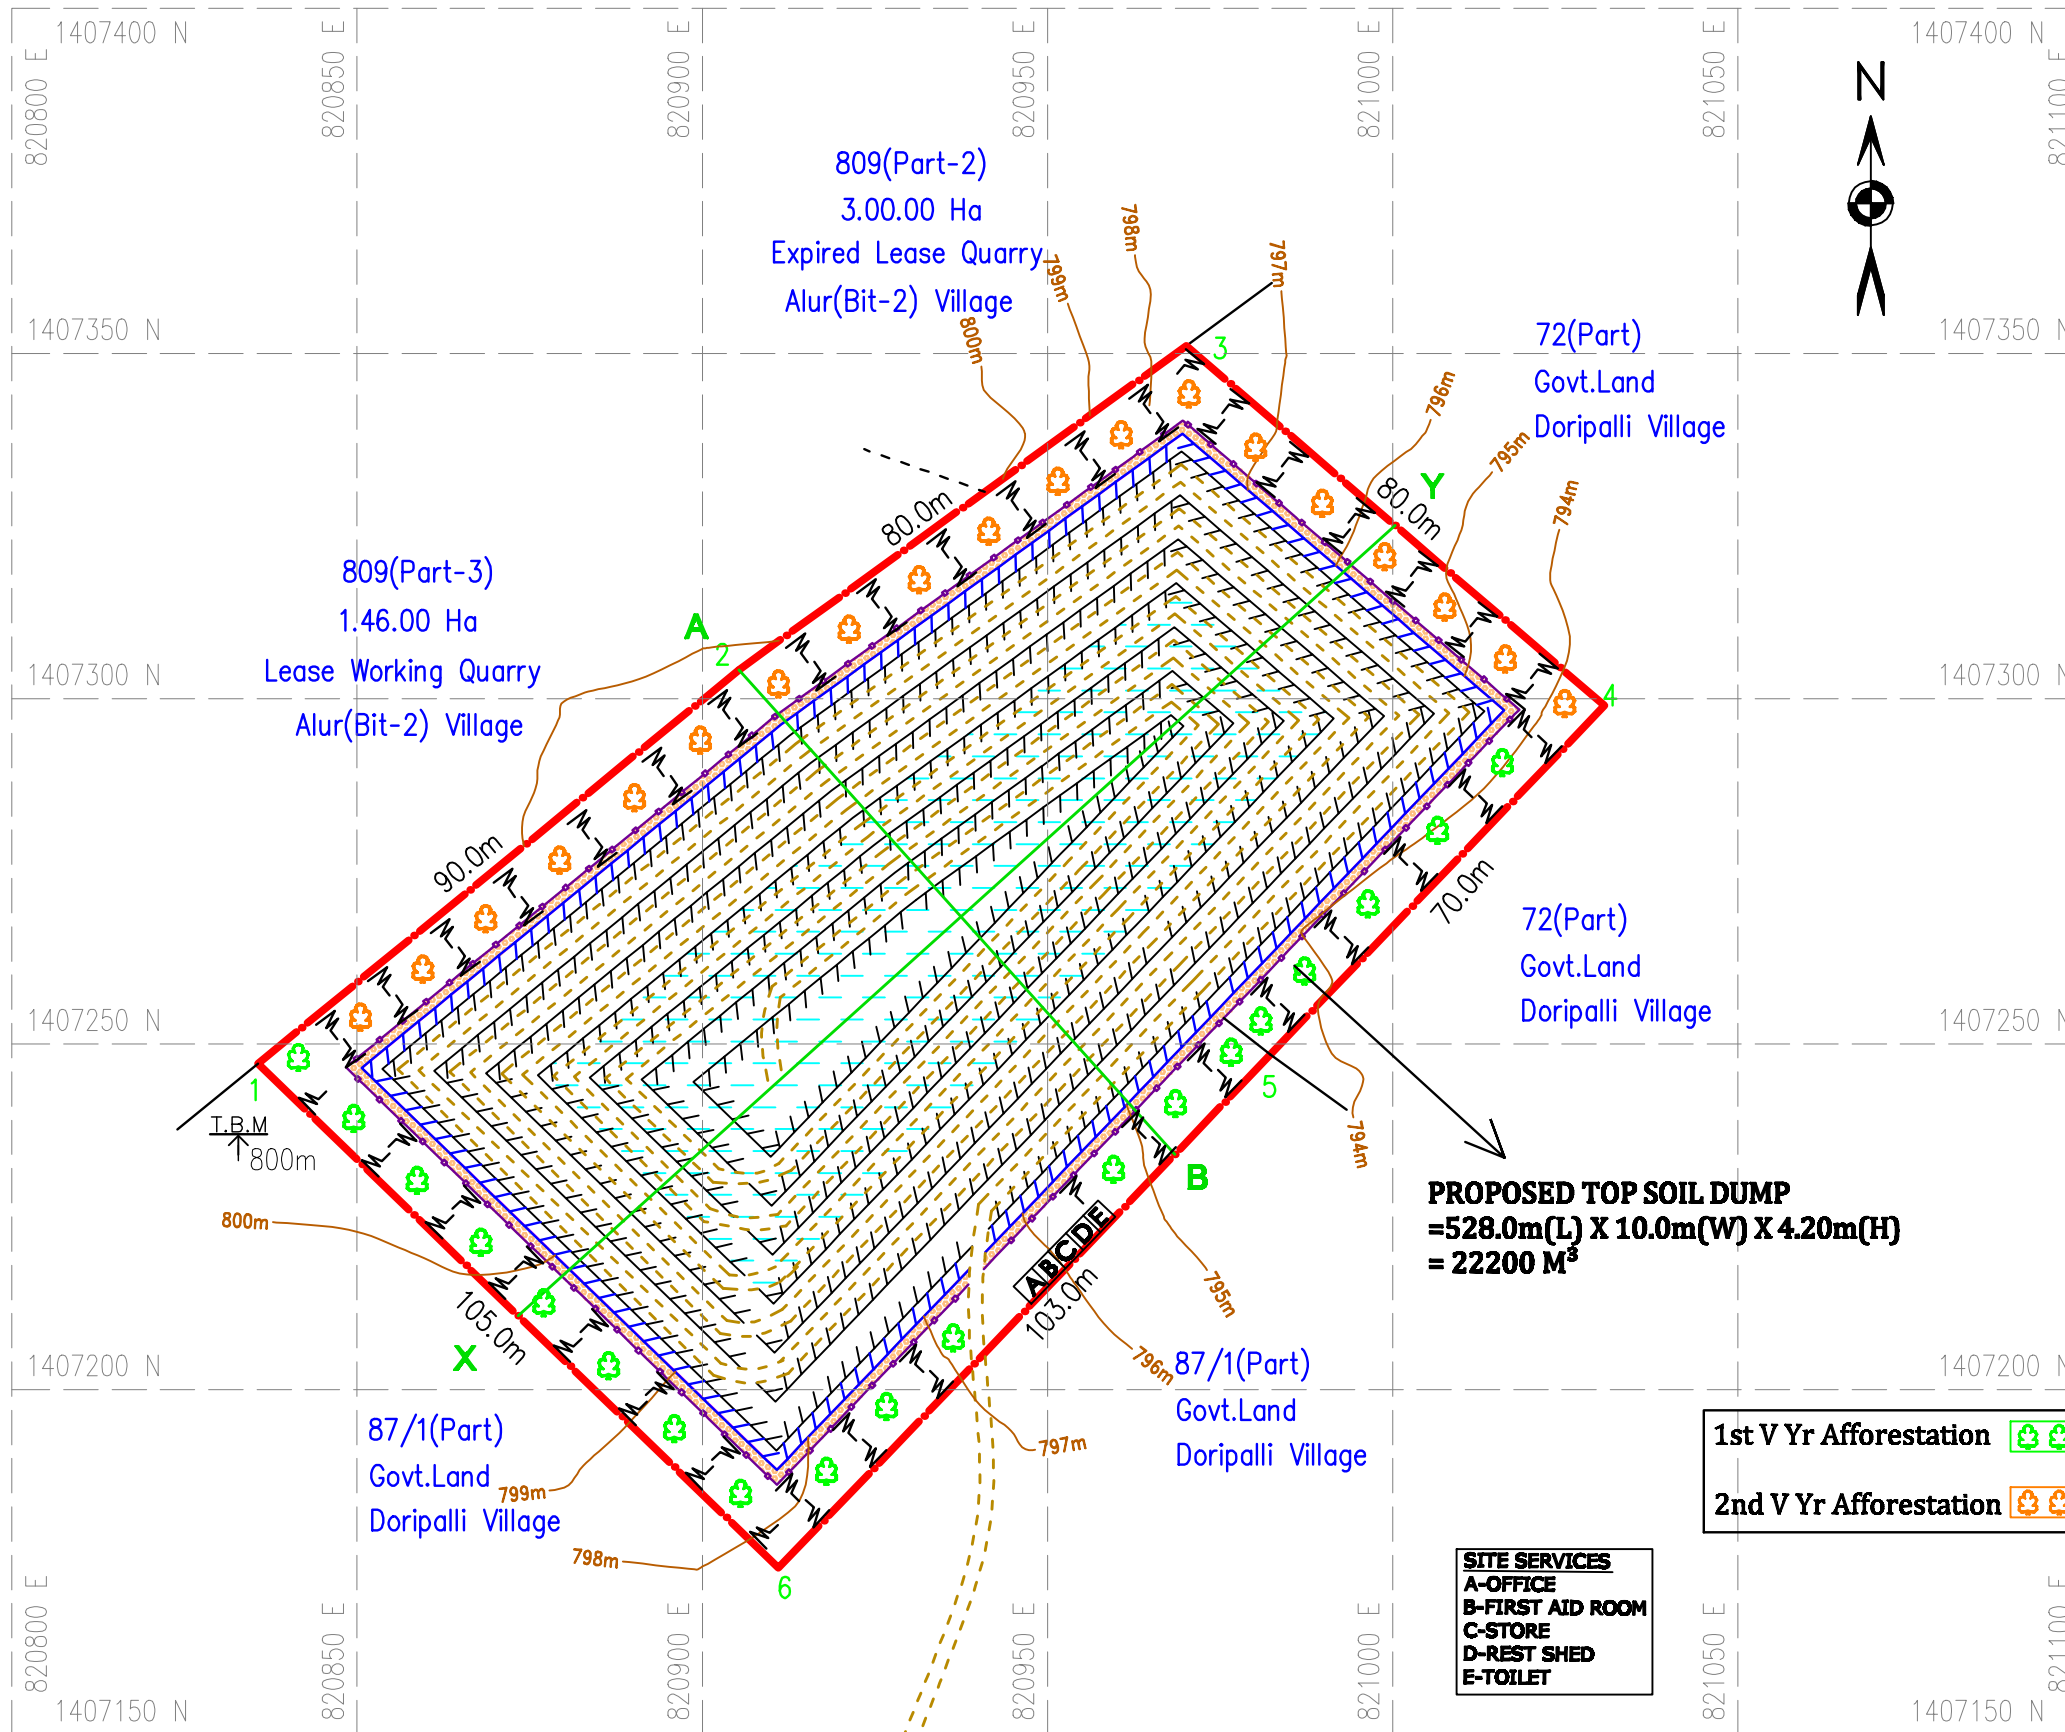 1407400 N
1407400 N
820800 E
820850 E
820900 E
820950 E
821000 E
821050 E
821100 E
N
809(Part-2)
3.00.00 Ha
Expired Lease Quarry
Alur(Bit-2) Village
800m
799m
798m
797m
796m
795m
794m
1407350 N
1407350 N
72(Part)
Govt.Land
Doripalli Village
3
Y
80.0m
80.0m
809(Part-3)
1.46.00 Ha
Lease Working Quarry
Alur(Bit-2) Village
A
2
1407300 N
1407300 N
4
90.0m
70.0m
72(Part)
Govt.Land
Doripalli Village
1407250 N
1407250 N
1
T.B.M
800m
5
794m
B
800m
PROPOSED TOP SOIL DUMP
=528.0m(L) X 10.0m(W) X 4.20m(H)
= 22200 M³
ABCDE
103.0m
795m
105.0m
X
796m
1407200 N
1407200 N
87/1(Part)
Govt.Land
Doripalli Village
797m
87/1(Part)
Govt.Land
Doripalli Village
799m
798m
6
1st V Yr Afforestation
2nd V Yr Afforestation
SITE SERVICES
A-OFFICE
B-FIRST AID ROOM
C-STORE
D-REST SHED
E-TOILET
820800 E
820850 E
820900 E
820950 E
821000 E
821050 E
821100 E
1407150 N
1407150 N